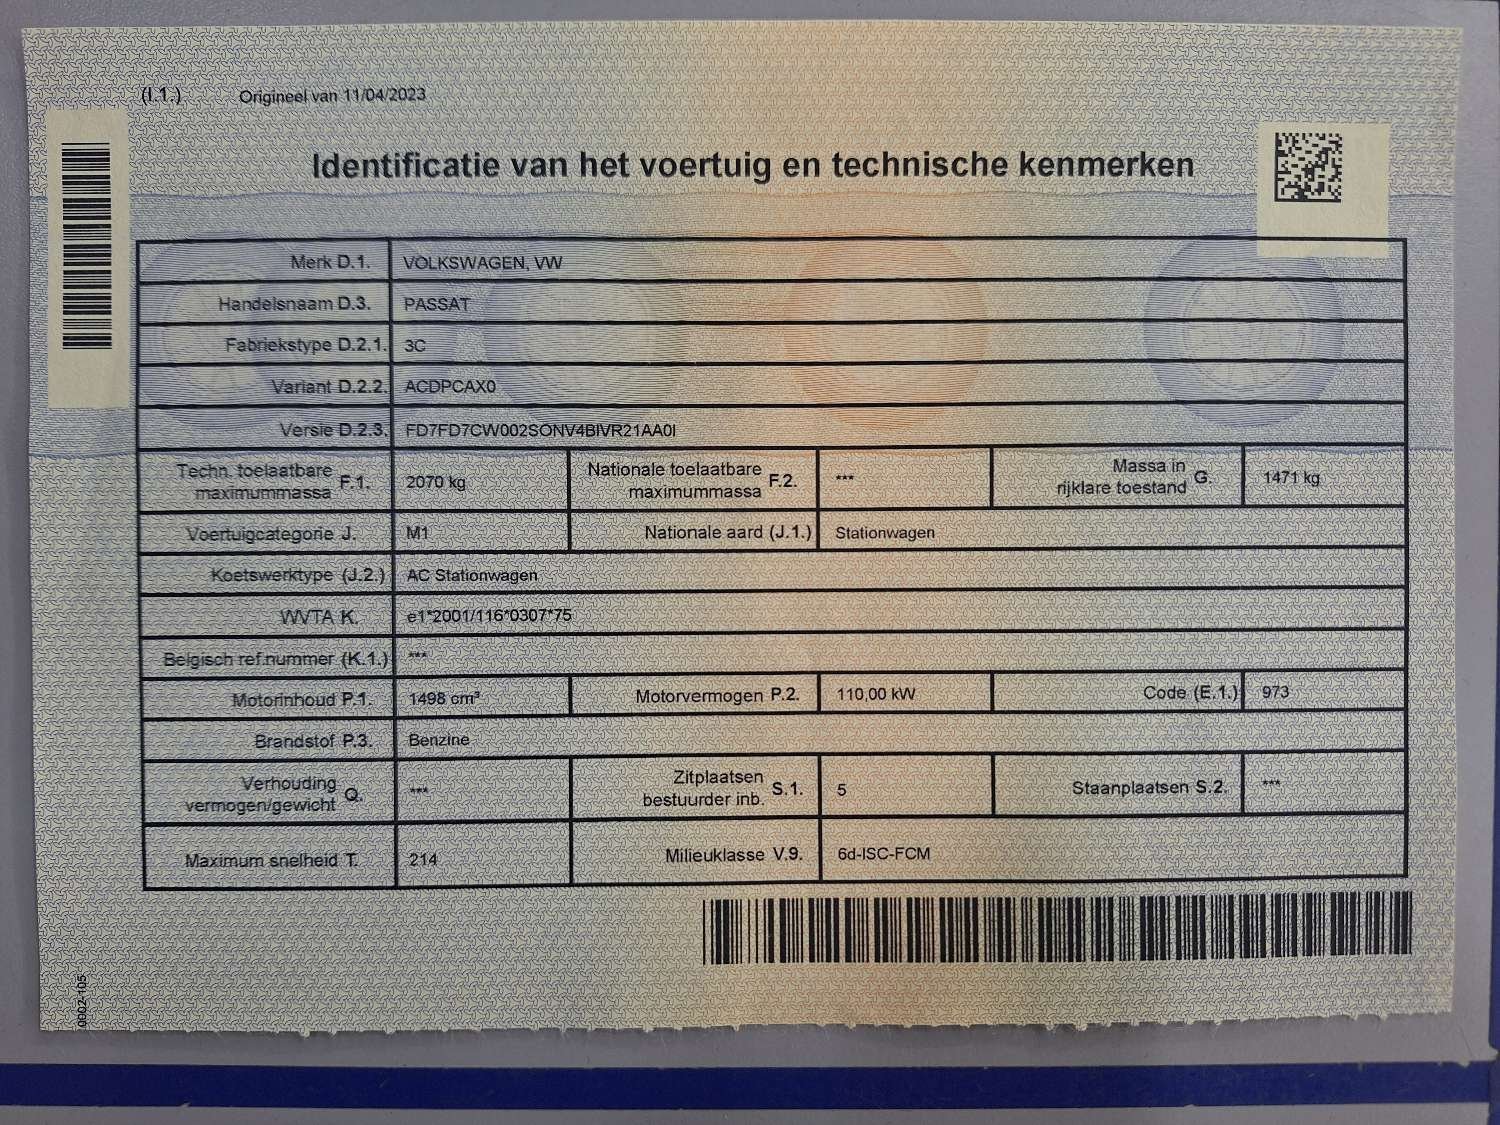 (I.1.) Origineel van 11/04/2023
Identificatie van het voertuig en technische kenmerken
Merk D.1. VOLKSWAGEN, VW
Handelsnaam D.3. PASSAT
Fabriekstype D.2.1. 3C
Variant D.2.2. ACDPCAX0
Versie D.2.3. FD7FD7CW002SONV4BIVR21AA0I
Techn. toelaatbare maximummassa F.1. 2070 kg Nationale toelaatbare maximummassa F.2. *** Massa in rijklare toestand G. 1471 kg
Voertuigcategorie J. M1 Nationale aard (J.1.) Stationwagen
Koetswerktype (J.2.) AC Stationwagen
WVTA K. e1*2001/116*0307*75
Belgisch ref.nummer (K.1.) ***
Motorinhoud P.1. 1498 cm³ Motorvermogen P.2. 110,00 kW Code (E.1.) 973
Brandstof P.3. Benzine
Verhouding vermogen/gewicht Q. *** Zitplaatsen bestuurder inb. S.1. 5 Staanplaatsen S.2. ***
Maximum snelheid T. 214 Milieuklasse V.9. 6d-ISC-FCM
0002-105